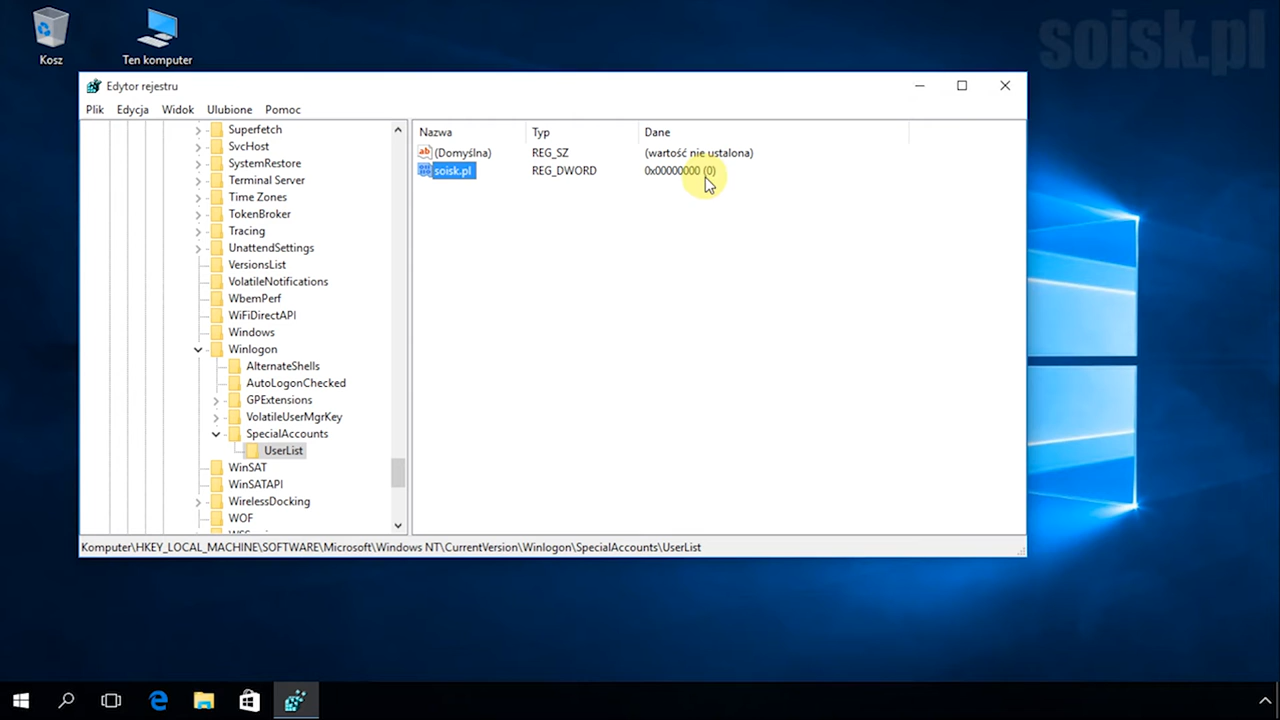 soisk.pl
Kosz
Ten komputer
Edytor rejestru
Plik Edycja Widok Ulubione Pomoc
Superfetch
SvcHost
SystemRestore
Terminal Server
Time Zones
TokenBroker
Tracing
UnattendSettings
VersionsList
VolatileNotifications
WbemPerf
WiFiDirectAPI
Windows
Winlogon
AlternateShells
AutoLogonChecked
GPExtensions
VolatileUserMgrKey
SpecialAccounts
UserList
WinSAT
WinSATAPI
WirelessDocking
WOF
Nazwa Typ Dane
(Domyślna) REG_SZ (wartość nie ustalona)
soisk.pl REG_DWORD 0x00000000 (0)
Komputer\HKEY_LOCAL_MACHINE\SOFTWARE\Microsoft\Windows NT\CurrentVersion\Winlogon\SpecialAccounts\UserList